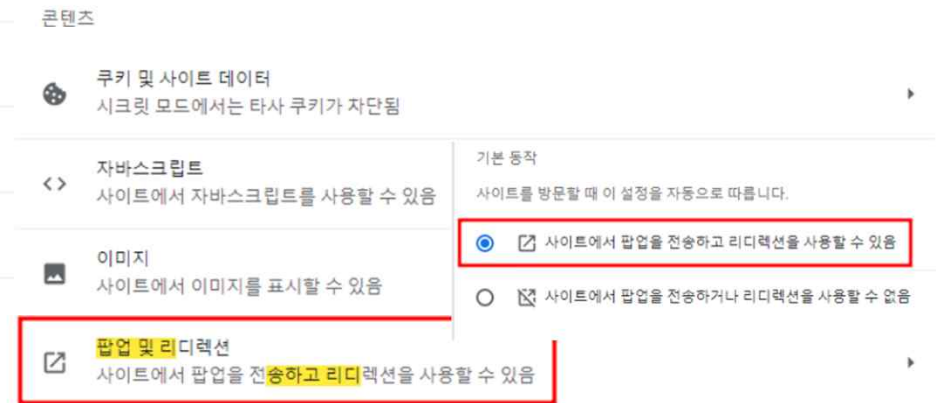 콘텐츠
쿠키 및 사이트 데이터
시크릿 모드에서는 타사 쿠키가 차단됨
자바스크립트
사이트에서 자바스크립트를 사용할 수 있음
이미지
사이트에서 이미지를 표시할 수 있음
팝업 및 리디렉션
사이트에서 팝업을 전송하고 리디렉션을 사용할 수 있음
기본 동작
사이트를 방문할 때 이 설정을 자동으로 따릅니다.
사이트에서 팝업을 전송하고 리디렉션을 사용할 수 있음
사이트에서 팝업을 전송하거나 리디렉션을 사용할 수 없음